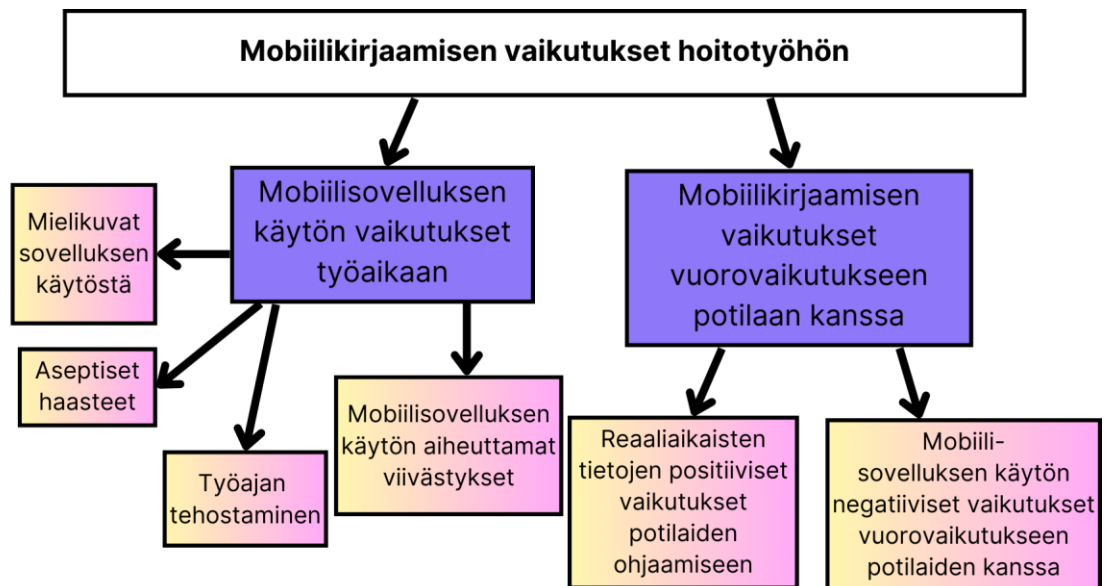 Mobiilikirjaamisen vaikutukset hoitotyöhön
Mobiilisovelluksen
käytön vaikutukset
työaikaan
Mobiilikirjaamisen
vaikutukset
vuorovaikutukseen
potilaan kanssa
Mielikuvat
sovelluksen
käytöstä
Aseptiset
haasteet
Työajan
tehostaminen
Mobiilisovelluksen
käytön aiheuttamat
viivästykset
Reaaliaikaisten
tietojen positiiviset
vaikutukset
potilaiden
ohjaamiseen
Mobiili-
sovelluksen käytön
negatiiviset vaikutukset
vuorovaikutukseen
potilaiden kanssa